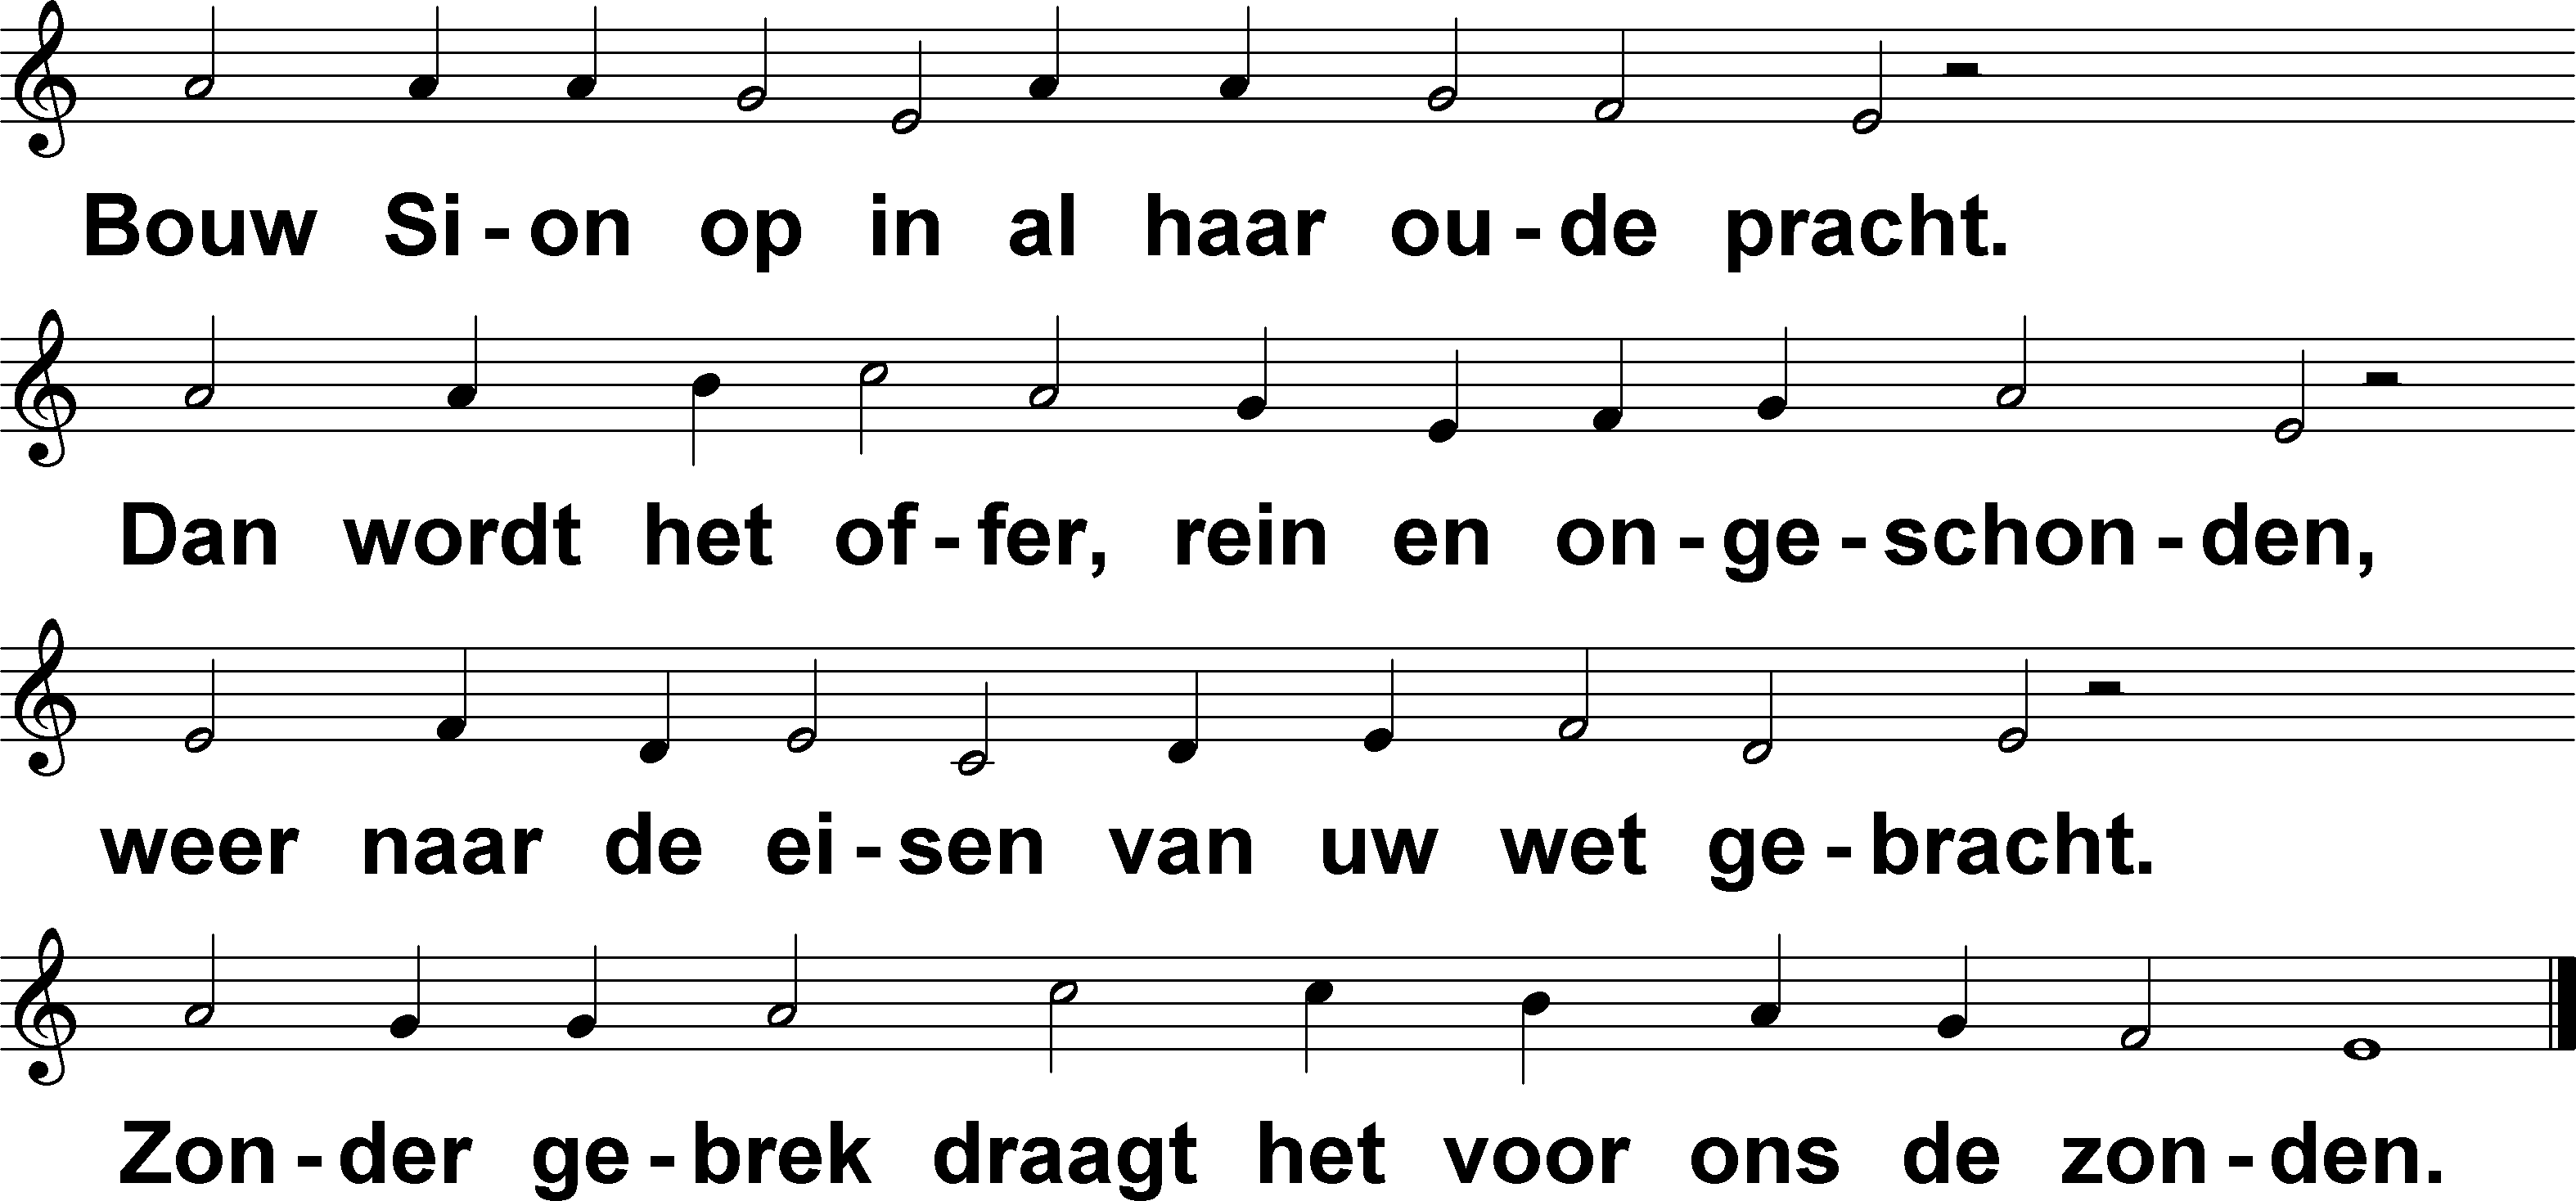 Bouw Si - on op in al haar ou - de pracht.
Dan wordt het of - fer, rein en on - ge - schon - den,
weer naar de ei - sen van uw wet ge - bracht.
Zon - der ge - brek draagt het voor ons de zon - den.